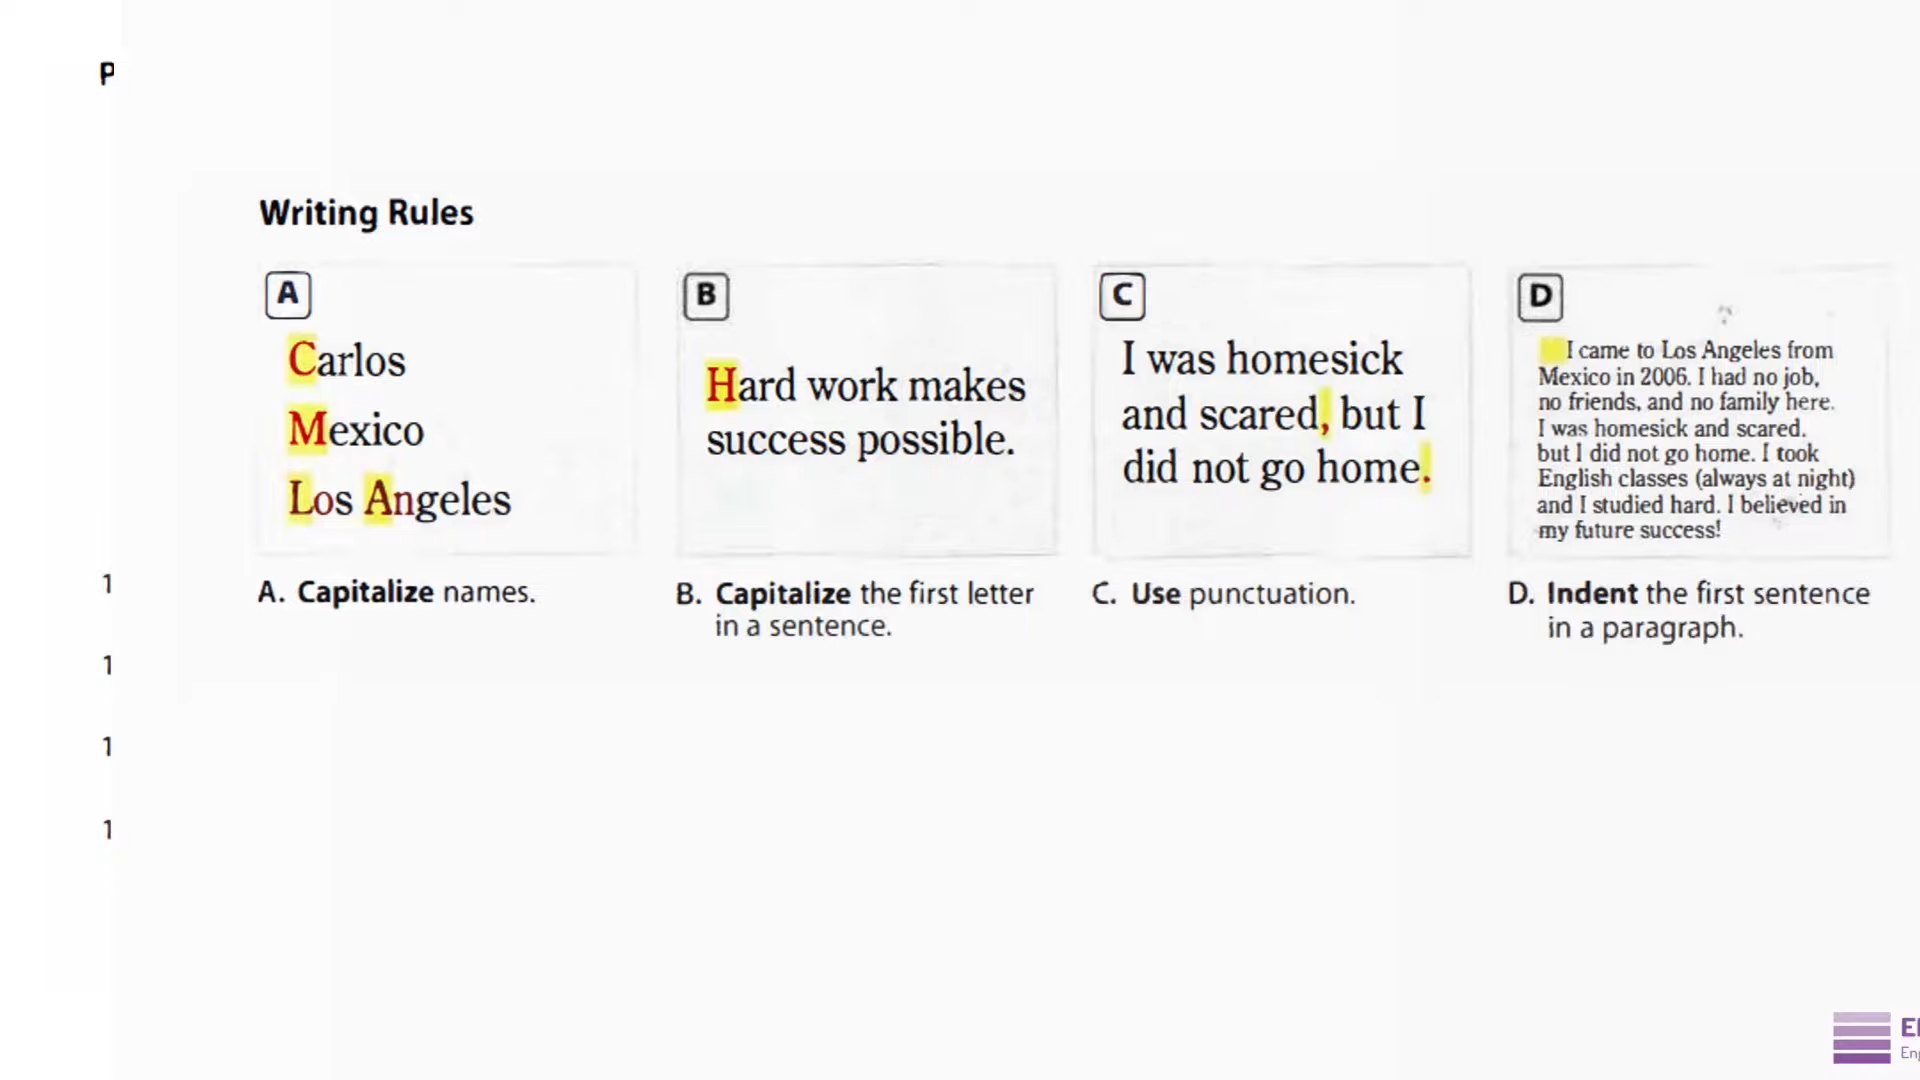 P
Writing Rules
A
Carlos
Mexico
Los Angeles
A. Capitalize names.
B
Hard work makes
success possible.
B. Capitalize the first letter
in a sentence.
C
I was homesick
and scared, but I
did not go home.
C. Use punctuation.
D
I came to Los Angeles from
Mexico in 2006. I had no job,
no friends, and no family here.
I was homesick and scared.
but I did not go home. I took
English classes (always at night)
and I studied hard. I believed in
my future success!
D. Indent the first sentence
in a paragraph.
1
1
1
1